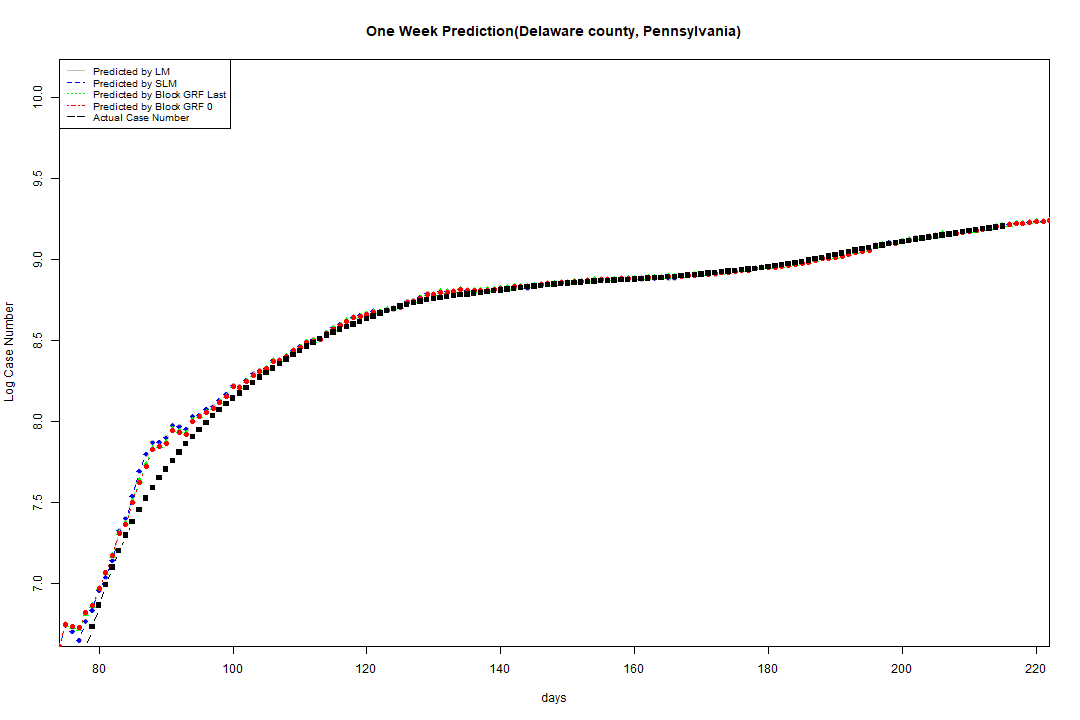 One Week Prediction(Delaware county, Pennsylvania)
Predicted by LM
Predicted by SLM
Predicted by Block GRF Last
Predicted by Block GRF 0
Actual Case Number
10.0
9.5
9.0
8.5
8.0
7.5
7.0
Log Case Number
80 100 120 140 160 180 200 220
days